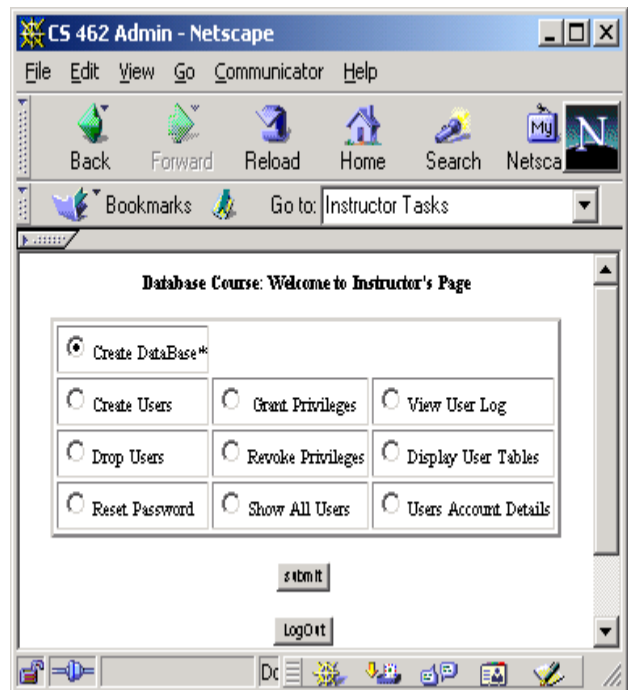 CS 462 Admin - Netscape
File Edit View Go Communicator Help
Back Forward Reload Home Search Netsca
My N
Bookmarks Go to: Instructor Tasks
Database Course: Welcome to Instructor's Page
Create DataBase*
Create Users Grant Privileges View User Log
Drop Users Revoke Privileges Display User Tables
Reset Password Show All Users Users Account Details
submit
LogOut
Dc